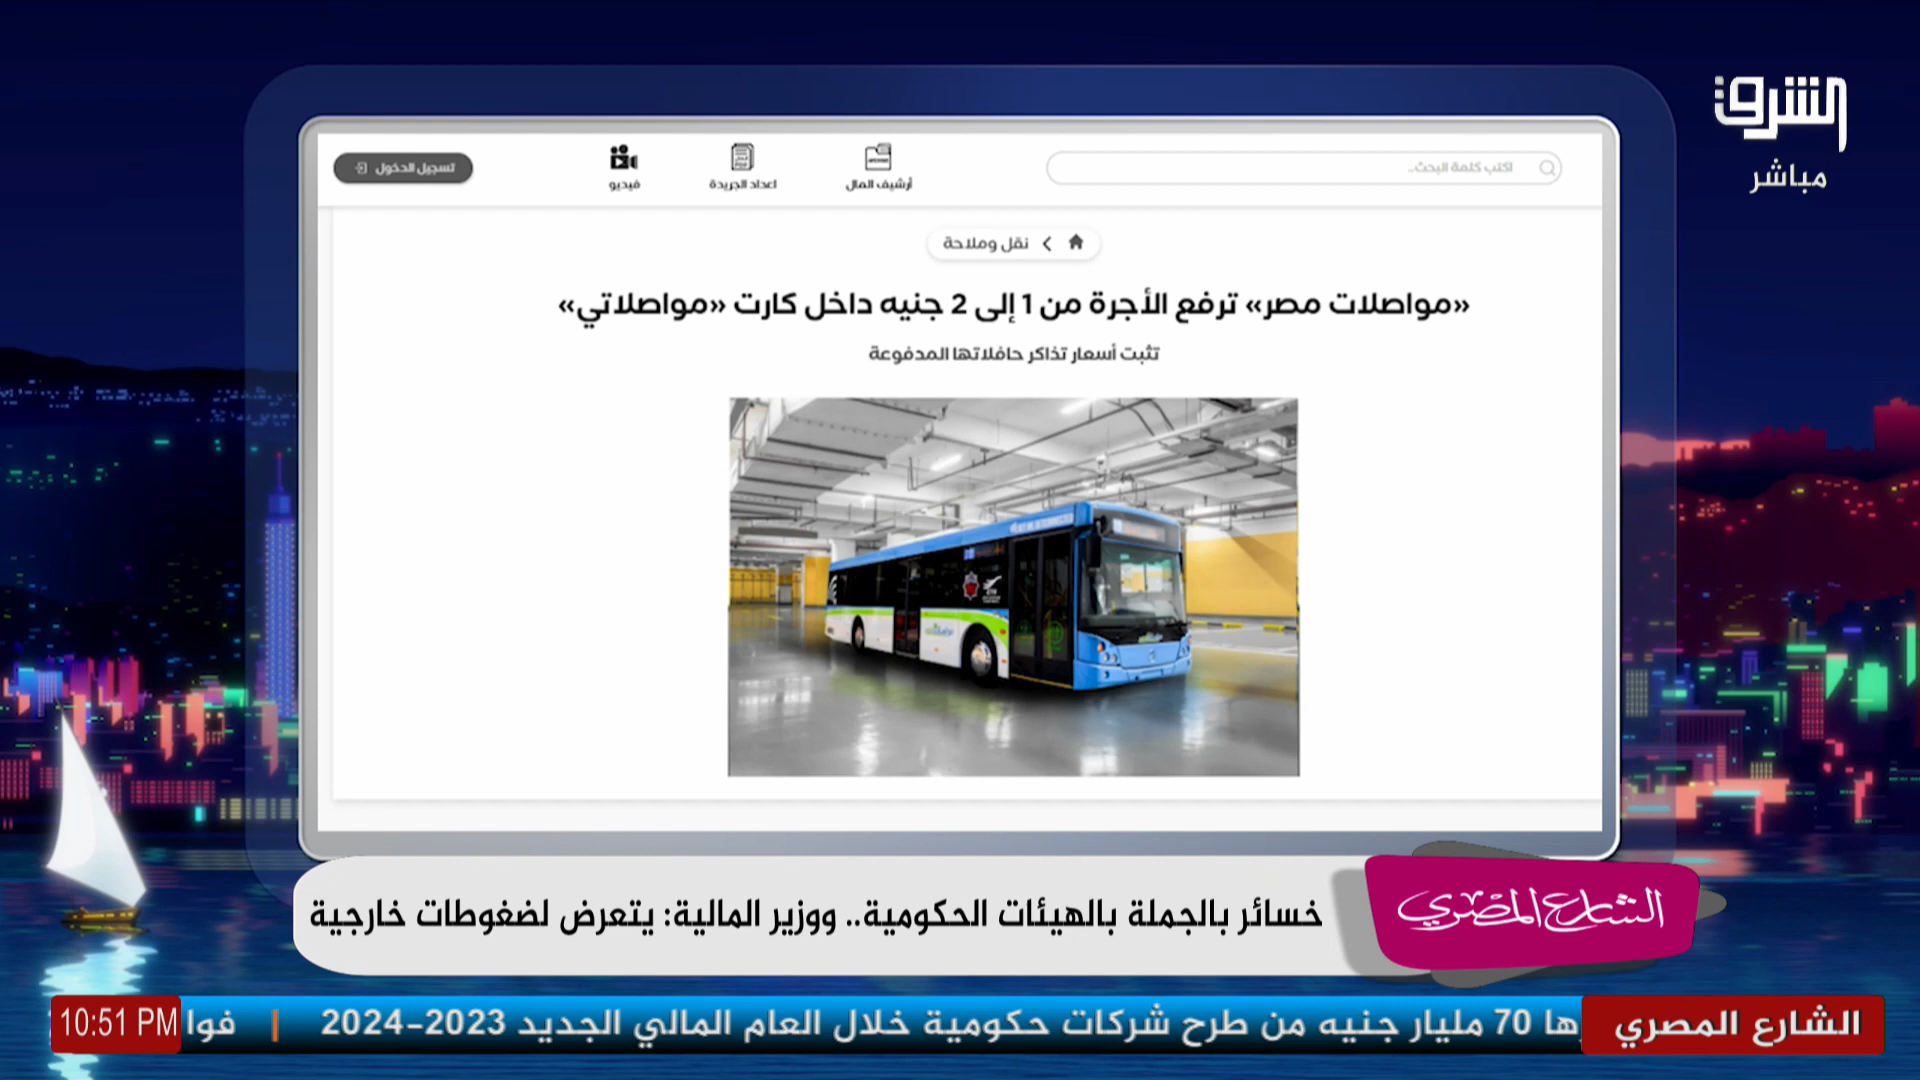 الشرق
مباشر
اكتب كلمة البحث..
أرشيف المال
اعداد الجريدة
فيديو
تسجيل الدخول
نقل وملاحة
«مواصلات مصر» ترفع الأجرة من 1 إلى 2 جنيه داخل كارت «مواصلاتي»
تثبت أسعار تذاكر حافلاتها المدفوعة
الشارع المصري
خسائر بالجملة بالهيئات الحكومية.. ووزير المالية: يتعرض لضغوطات خارجية
الشارع المصري
ها 70 مليار جنيه من طرح شركات حكومية خلال العام المالي الجديد 2023-2024 | فوا
10:51 PM